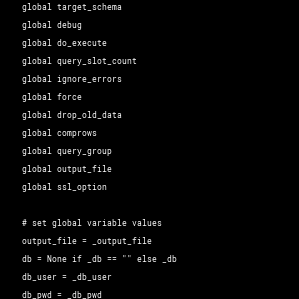 global target_schema
global debug
global do_execute
global query_slot_count
global ignore_errors
global force
global drop_old_data
global comprows
global query_group
global output_file
global ssl_option
# set global variable values
output_file = _output_file
db = None if _db == "" else _db
db_user = _db_user
db_pwd = _db_pwd